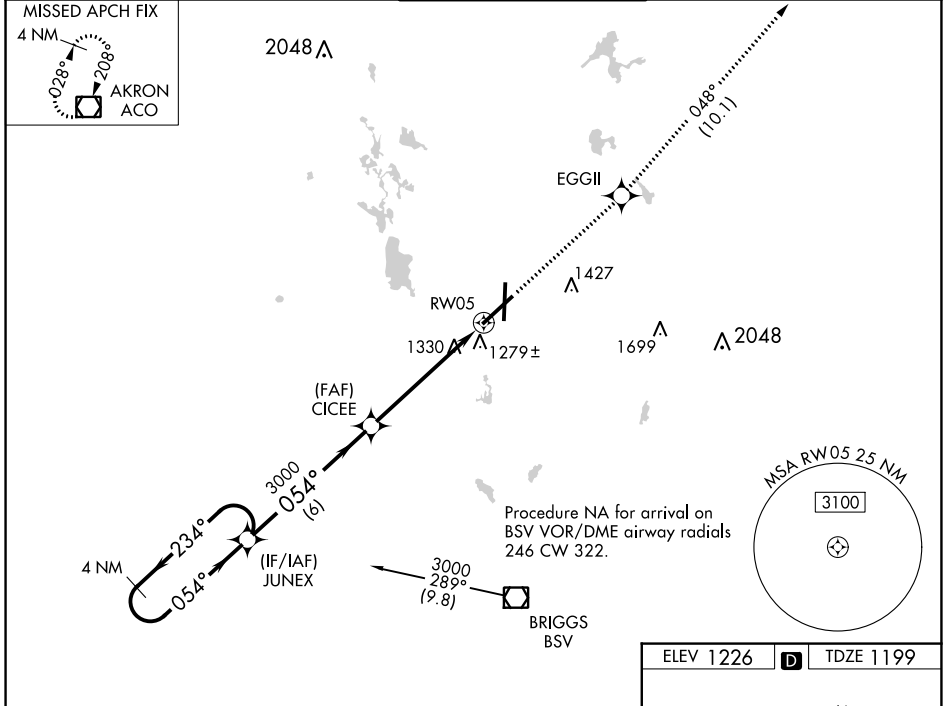 MISSED APCH FIX
4 NM
028°
208°
AKRON
ACO
2048
048°
(10.1)
EGGII
1427
RW05
1330
1279±
1699
2048
(FAF)
CICEE
3000
054°
(6)
MSA RW05 25 NM
3100
234°
4 NM
054°
(IF/IAF)
JUNEX
Procedure NA for arrival on
BSV VOR/DME airway radials
246 CW 322.
3000
289°
(9.8)
BRIGGS
BSV
ELEV 1226 D TDZE 1199